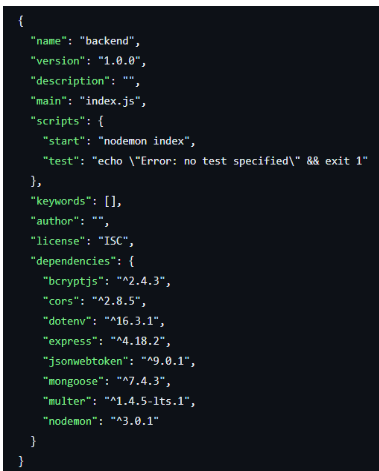 {
  "name": "backend",
  "version": "1.0.0",
  "description": "",
  "main": "index.js",
  "scripts": {
    "start": "nodemon index",
    "test": "echo \"Error: no test specified\" && exit 1"
  },
  "keywords": [],
  "author": "",
  "license": "ISC",
  "dependencies": {
    "bcryptjs": "^2.4.3",
    "cors": "^2.8.5",
    "dotenv": "^16.3.1",
    "express": "^4.18.2",
    "jsonwebtoken": "^9.0.1",
    "mongoose": "^7.4.3",
    "multer": "^1.4.5-lts.1",
    "nodemon": "^3.0.1"
  }
}